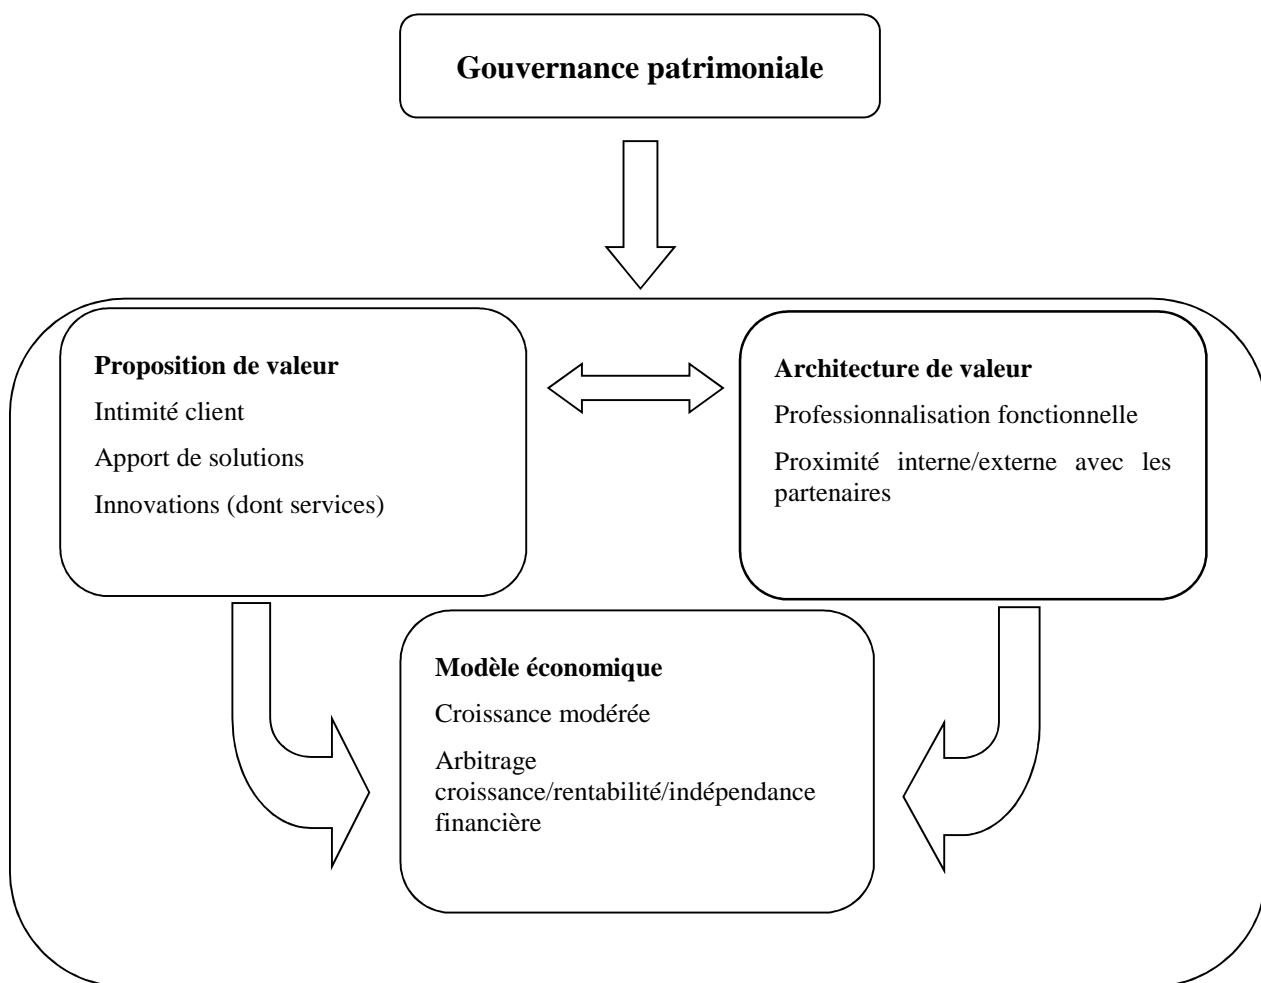 Gouvernance patrimoniale
Proposition de valeur
Intimité client
Apport de solutions
Innovations (dont services)
Architecture de valeur
Professionnalisation fonctionnelle
Proximité interne/externe avec les
partenaires
Modèle économique
Croissance modérée
Arbitrage
croissance/rentabilité/indépendance
financière